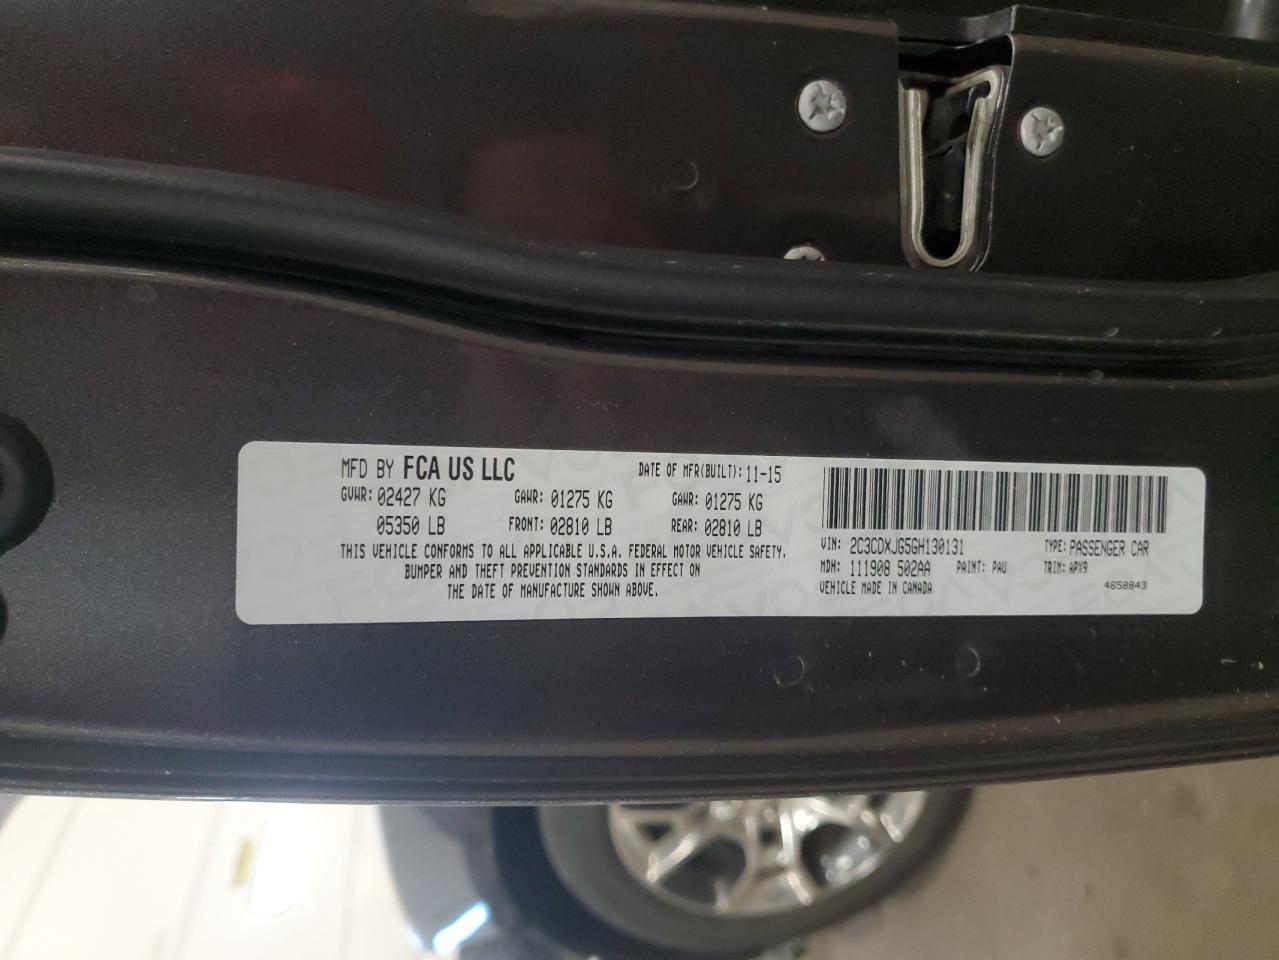 MFD BY FCA US LLC DATE OF MFR(BUILT): 11-15
GVWR: 02427 KG GAWR: 01275 KG GAWR: 01275 KG
05350 LB FRONT: 02810 LB REAR: 02810 LB
THIS VEHICLE CONFORMS TO ALL APPLICABLE U.S.A. FEDERAL MOTOR VEHICLE SAFETY,
BUMPER AND THEFT PREVENTION STANDARDS IN EFFECT ON
THE DATE OF MANUFACTURE SHOWN ABOVE.
VIN: 2C3CDXJG5GH130131 TYPE: PASSENGER CAR
MDH: 111908 502AA PAINT: PAU TRIM: APX9
VEHICLE MADE IN CANADA 4658843